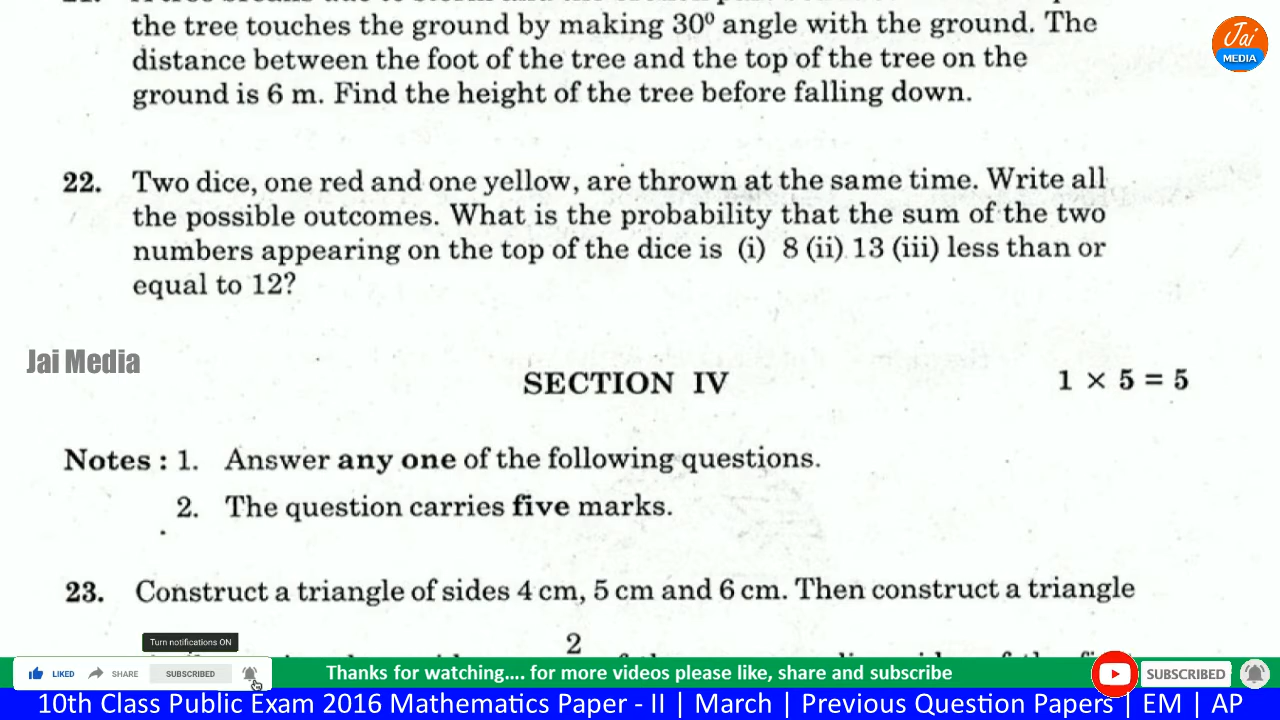 the tree touches the ground by making 30⁰ angle with the ground. The
distance between the foot of the tree and the top of the tree on the
ground is 6 m. Find the height of the tree before falling down.
Jai
MEDIA
22. Two dice, one red and one yellow, are thrown at the same time. Write all
the possible outcomes. What is the probability that the sum of the two
numbers appearing on the top of the dice is (i) 8 (ii) 13 (iii) less than or
equal to 12?
Jai Media
SECTION IV 1 × 5 = 5
Notes : 1. Answer any one of the following questions.
2. The question carries five marks.
23. Construct a triangle of sides 4 cm, 5 cm and 6 cm. Then construct a triangle
2
Turn notifications ON
LIKED SHARE SUBSCRIBED
Thanks for watching.... for more videos please like, share and subscribe
SUBSCRIBED
10th Class Public Exam 2016 Mathematics Paper - II | March | Previous Question Papers | EM | AP